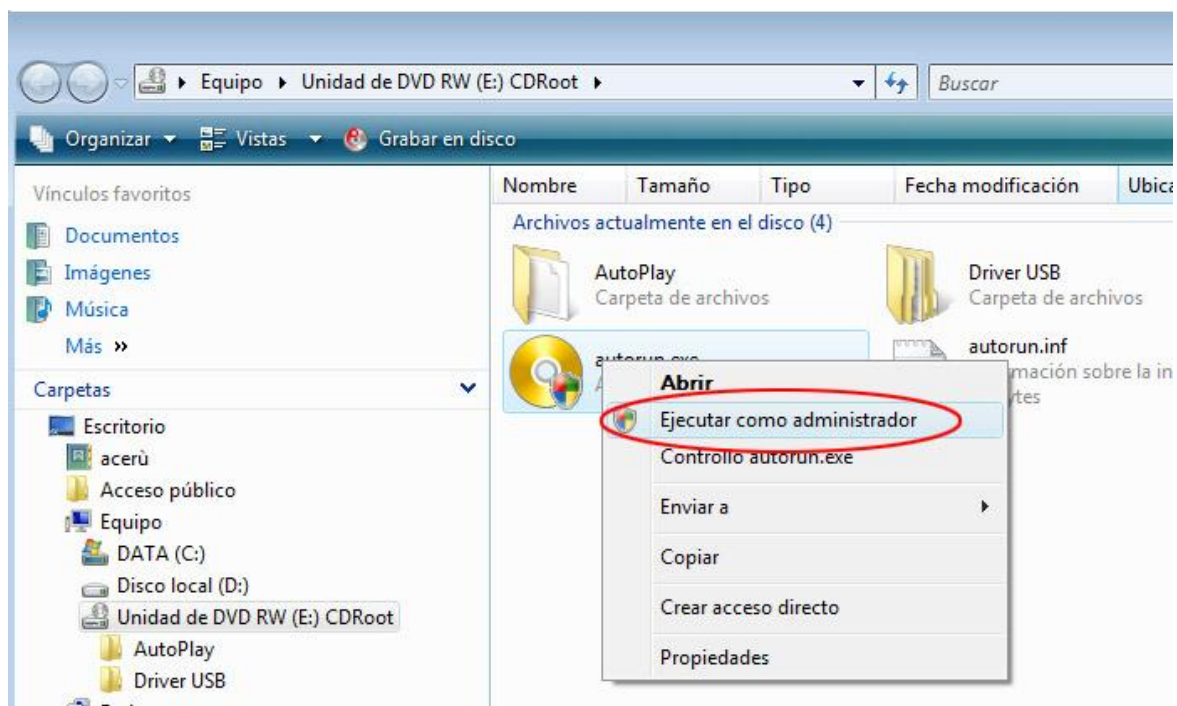 Equipo ▸ Unidad de DVD RW (E:) CDRoot ▸
Buscar
Organizar Vistas Grabar en disco
Vínculos favoritos
Documentos
Imágenes
Música
Más »
Carpetas
Escritorio
acerù
Acceso público
Equipo
DATA (C:)
Disco local (D:)
Unidad de DVD RW (E:) CDRoot
AutoPlay
Driver USB
Nombre Tamaño Tipo Fecha modificación
Archivos actualmente en el disco (4)
AutoPlay
Carpeta de archivos
Driver USB
Carpeta de archivos
autorun.exe
autorun.inf
sobre la in
Abrir
Ejecutar como administrador
Controllo autorun.exe
Enviar a
Copiar
Crear acceso directo
Propiedades